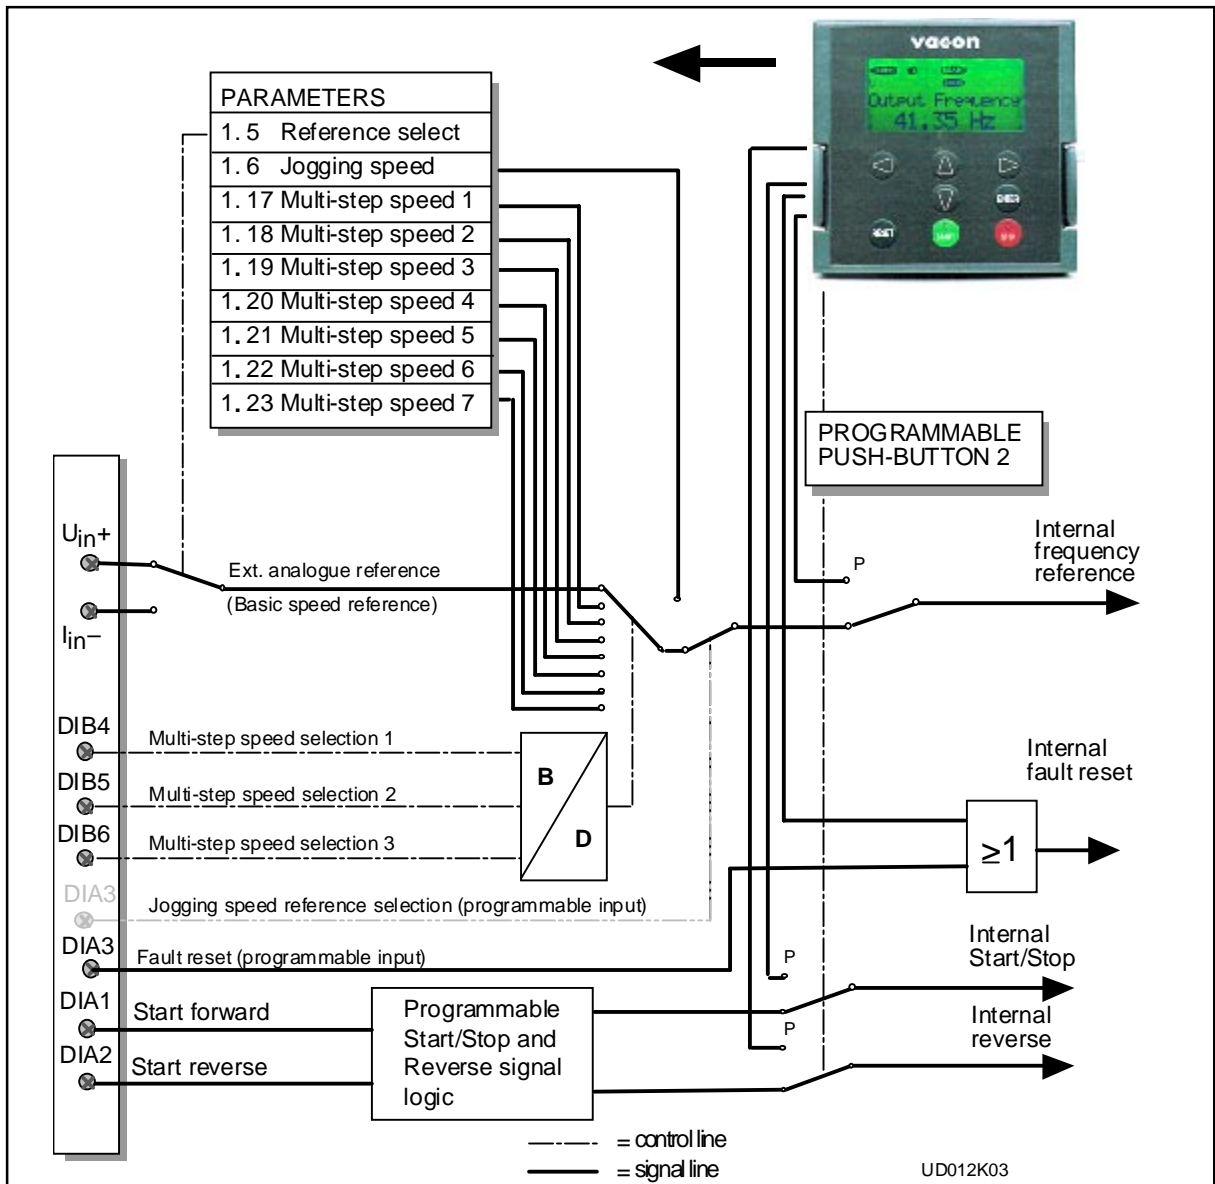 vacon
Output Frequency
41.35 Hz
ENTER
RESET
PARAMETERS
1. 5 Reference select
1. 6 Jogging speed
1. 17 Multi-step speed 1
1. 18 Multi-step speed 2
1. 19 Multi-step speed 3
1. 20 Multi-step speed 4
1. 21 Multi-step speed 5
1. 22 Multi-step speed 6
1. 23 Multi-step speed 7
PROGRAMMABLE
PUSH-BUTTON 2
Uin+
Ext. analogue reference
(Basic speed reference)
Iin–
P
Internal
frequency
reference
DIB4
Multi-step speed selection 1
DIB5
Multi-step speed selection 2
DIB6
Multi-step speed selection 3
B
D
Internal
fault reset
≥1
DIA3
Jogging speed reference selection (programmable input)
DIA3
Fault reset (programmable input)
P
Internal
Start/Stop
DIA1
Start forward
DIA2
Start reverse
Programmable
Start/Stop and
Reverse signal
logic
P
Internal
reverse
= control line
= signal line
UD012K03